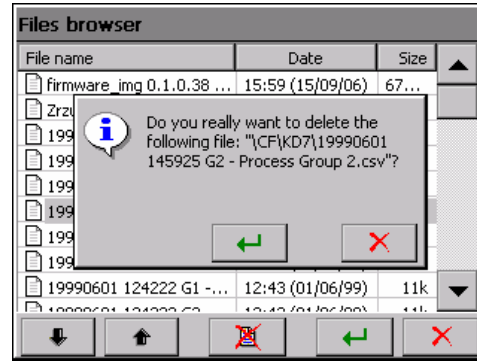 Files browser
File name Date Size
firmware_img 0.1.0.38 ... 15:59 (15/09/06) 67...
Zrzu
199
199
199
199
199
199
Do you really want to delete the
following file: "\CF\KD7\19990601
145925 G2 - Process Group 2.csv"?
19990601 124222 G1 -... 12:43 (01/06/99) 11k